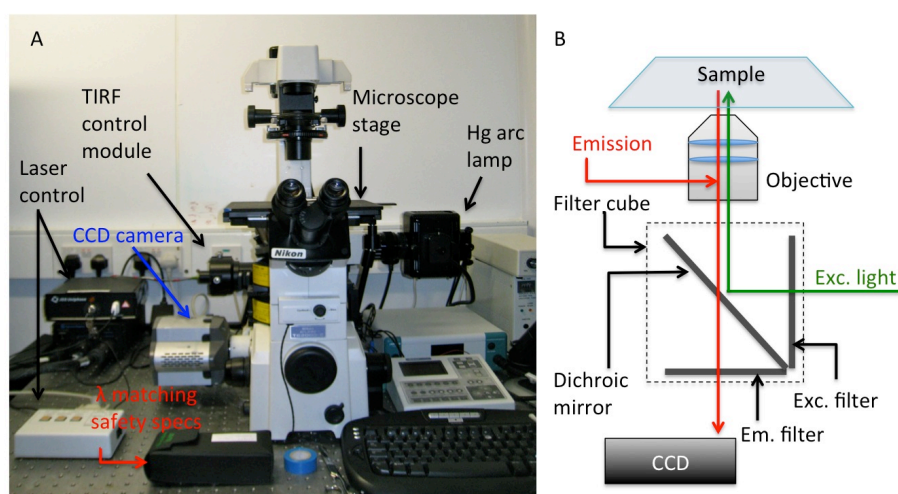 A
TIRF
control
module
Laser
control
CCD camera
Microscope
stage
Hg arc
lamp
Nikon
λ matching
safety specs
B
Sample
Emission
Objective
Filter cube
Exc. light
Dichroic
mirror
Exc. filter
Em. filter
CCD